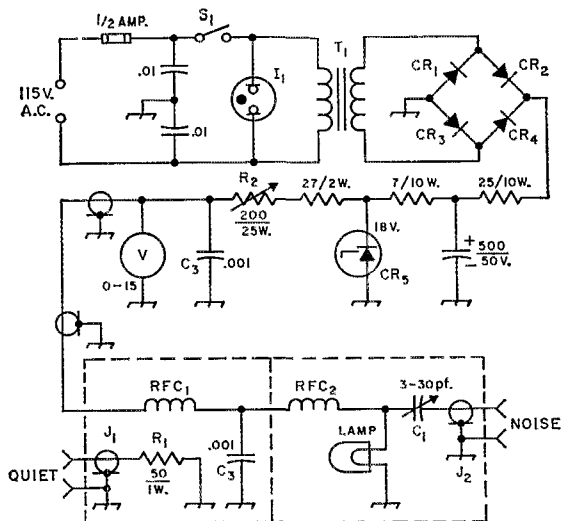 1/2 AMP.
S1
.01
I1
T1
CR1
CR2
115V.
A.C.
.01
CR3
CR4
R2
200
25W.
27/2W.
7/10W.
25/10W.
V
0-15
C3
.001
18V.
CR5
+
-
500
50V.
RFC1
RFC2
3-30pf.
C1
NOISE
J1
R1
.001
LAMP
J2
QUIET
50
1W.
C3